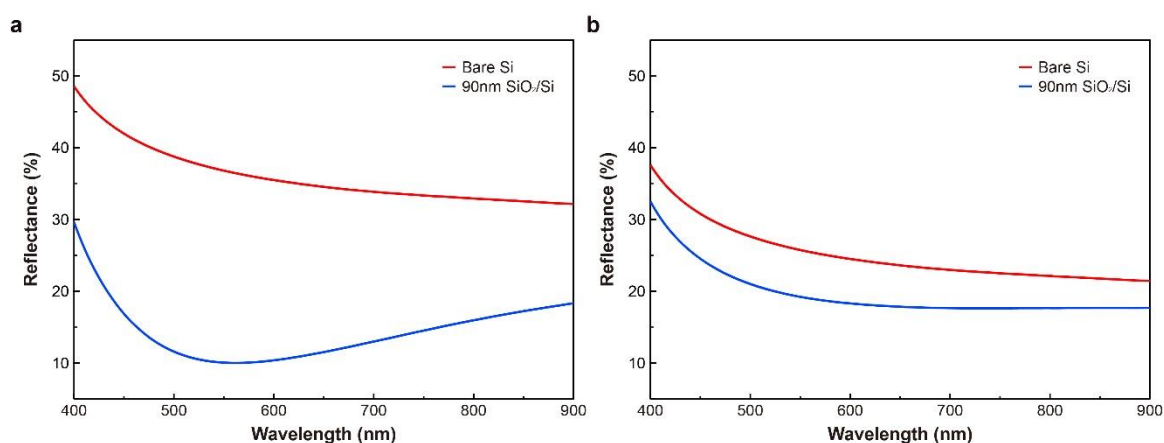 a
50
40
30
20
10
Reflectance (%)
400 500 600 700 800 900
Wavelength (nm)
Bare Si
90nm SiO₂/Si
b
50
40
30
20
10
Reflectance (%)
400 500 600 700 800 900
Wavelength (nm)
Bare Si
90nm SiO₂/Si